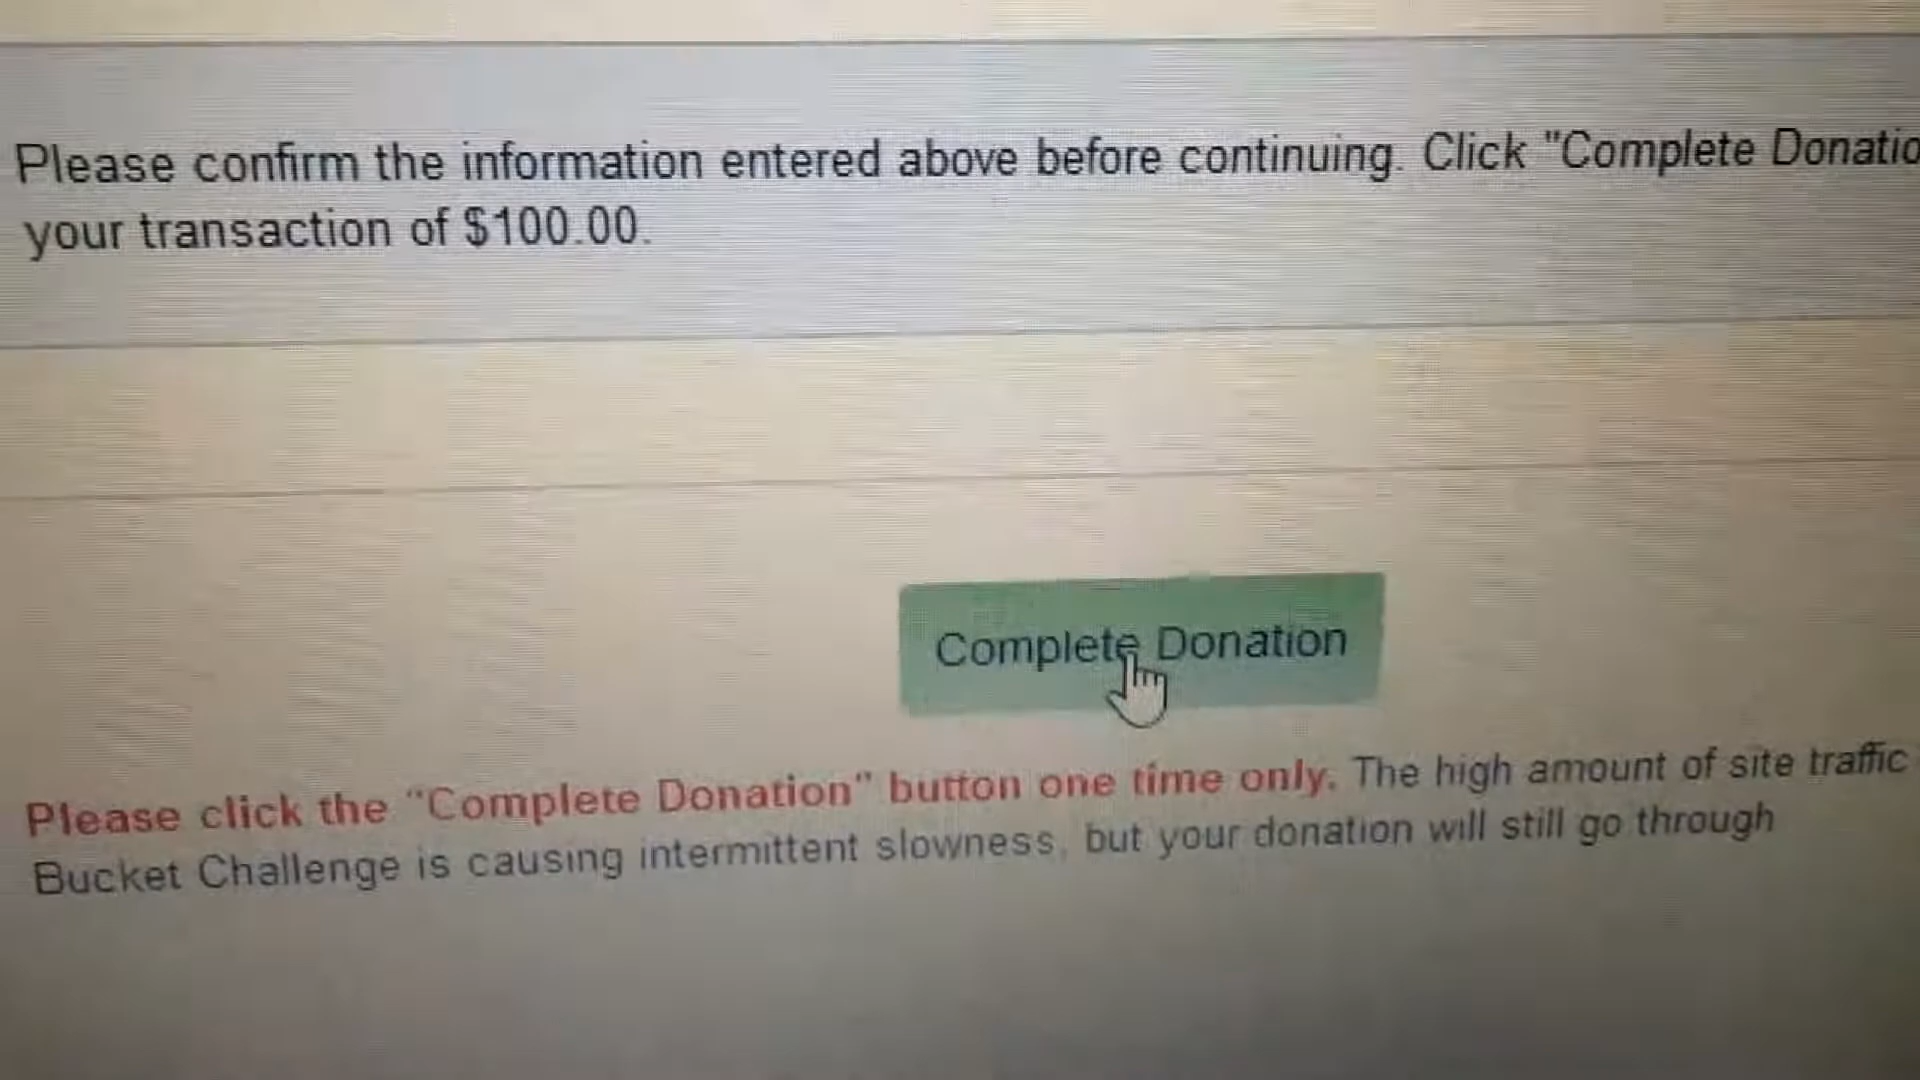 Please confirm the information entered above before continuing. Click "Complete Donatio
your transaction of $100.00.
Complete Donation
Please click the "Complete Donation" button one time only. The high amount of site traffic
Bucket Challenge is causing intermittent slowness, but your donation will still go through